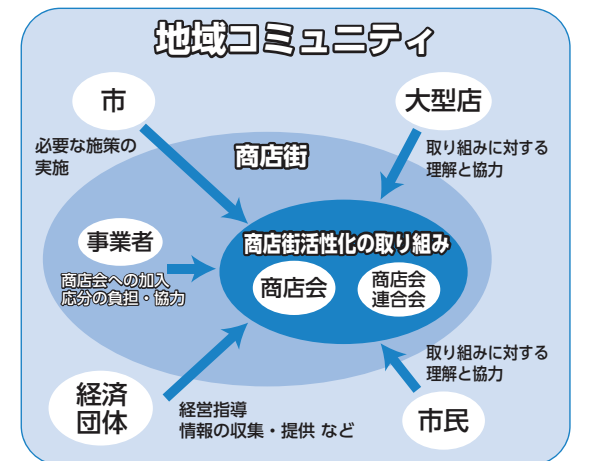 地域コミュニティ
市
必要な施策の
実施
大型店
取り組みに対する
理解と協力
商店街
事業者
商店会への加入
応分の負担・協力
商店街活性化の取り組み
商店会
商店会
連合会
経済
団体
経営指導
情報の収集・提供 など
取り組みに対する
理解と協力
市民